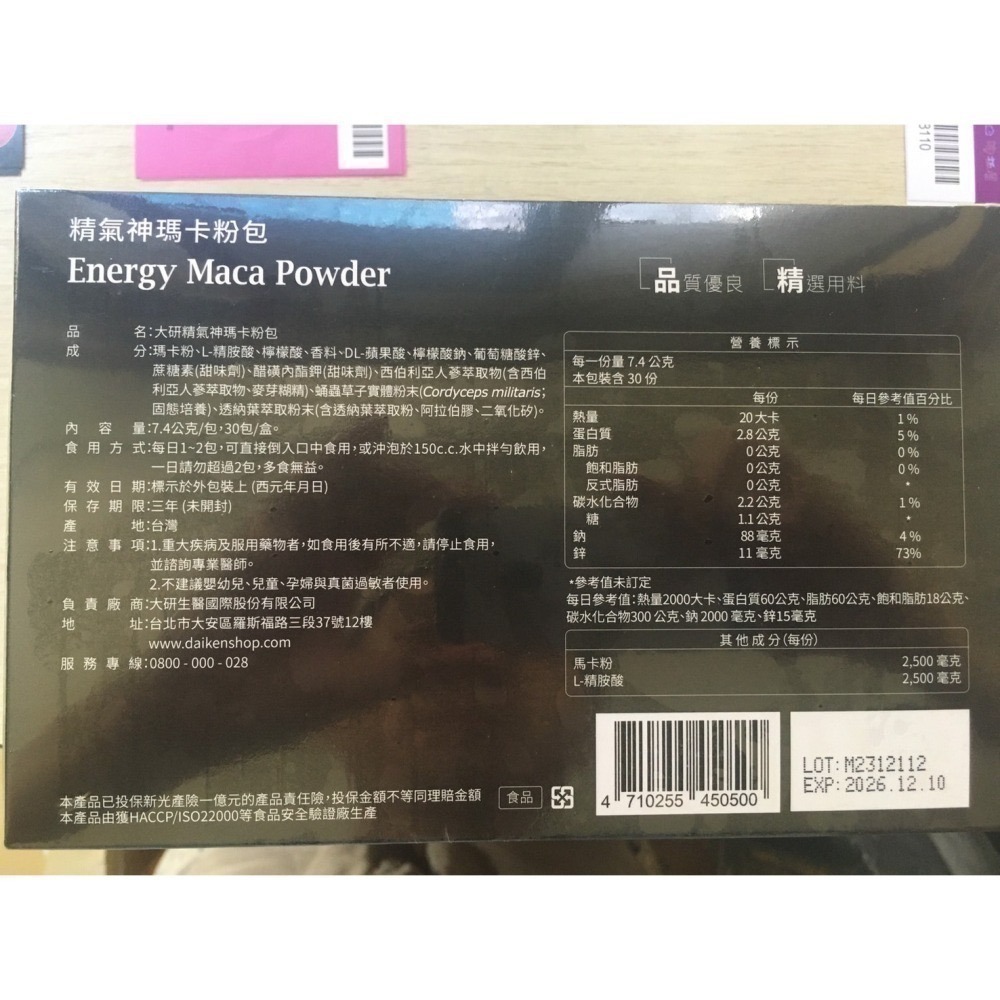 3110
精氣神瑪卡粉包
Energy Maca Powder
品質優良 精選用料
品 名:大研精氣神瑪卡粉包
成 分:瑪卡粉、L-精胺酸、檸檬酸、香料、DL-蘋果酸、檸檬酸鈉、葡萄糖酸鋅、
蔗糖素(甜味劑)、醋磺內酯鉀(甜味劑)、西伯利亞人蔘萃取物(含西伯
利亞人蔘萃取物、麥芽糊精)、蛹蟲草子實體粉末(Cordyceps militaris;
固態培養)、透納葉萃取粉末(含透納葉萃取粉、阿拉伯膠、二氧化矽)。
內 容 量:7.4公克/包,30包/盒。
食 用 方 式:每日1~2包,可直接倒入口中食用,或沖泡於150c.c.水中拌勻飲用,
一日請勿超過2包,多食無益。
有 效 日 期:標示於外包裝上 (西元年月日)
保 存 期 限:三年 (未開封)
產 地:台灣
注 意 事 項:1.重大疾病及服用藥物者,如食用後有所不適,請停止食用,
並諮詢專業醫師。
2.不建議嬰幼兒、兒童、孕婦與真菌過敏者使用。
負 責 廠 商:大研生醫國際股份有限公司
地 址:台北市大安區羅斯福路三段37號12樓
www.daikenshop.com
服 務 專 線:0800 - 000 - 028
營 養 標 示
每一份量 7.4 公克
本包裝含 30 份
每份 每日參考值百分比
熱量 20 大卡 1 %
蛋白質 2.8 公克 5 %
脂肪 0 公克 0 %
飽和脂肪 0 公克 0 %
反式脂肪 0 公克 *
碳水化合物 2.2 公克 1 %
糖 1.1 公克 *
鈉 88 毫克 4 %
鋅 11 毫克 73%
*參考值未訂定
每日參考值:熱量2000大卡、蛋白質60公克、脂肪60公克、飽和脂肪18公克、
碳水化合物300 公克、鈉 2000 毫克、鋅15毫克
其 他 成 分 (每份)
馬卡粉 2,500 毫克
L-精胺酸 2,500 毫克
本產品已投保新光產險一億元的產品責任險,投保金額不等同理賠金額
本產品由獲HACCP/ISO22000等食品安全驗證廠生產
食品
4 710255 450500
LOT: M2312112
EXP: 2026.12.10